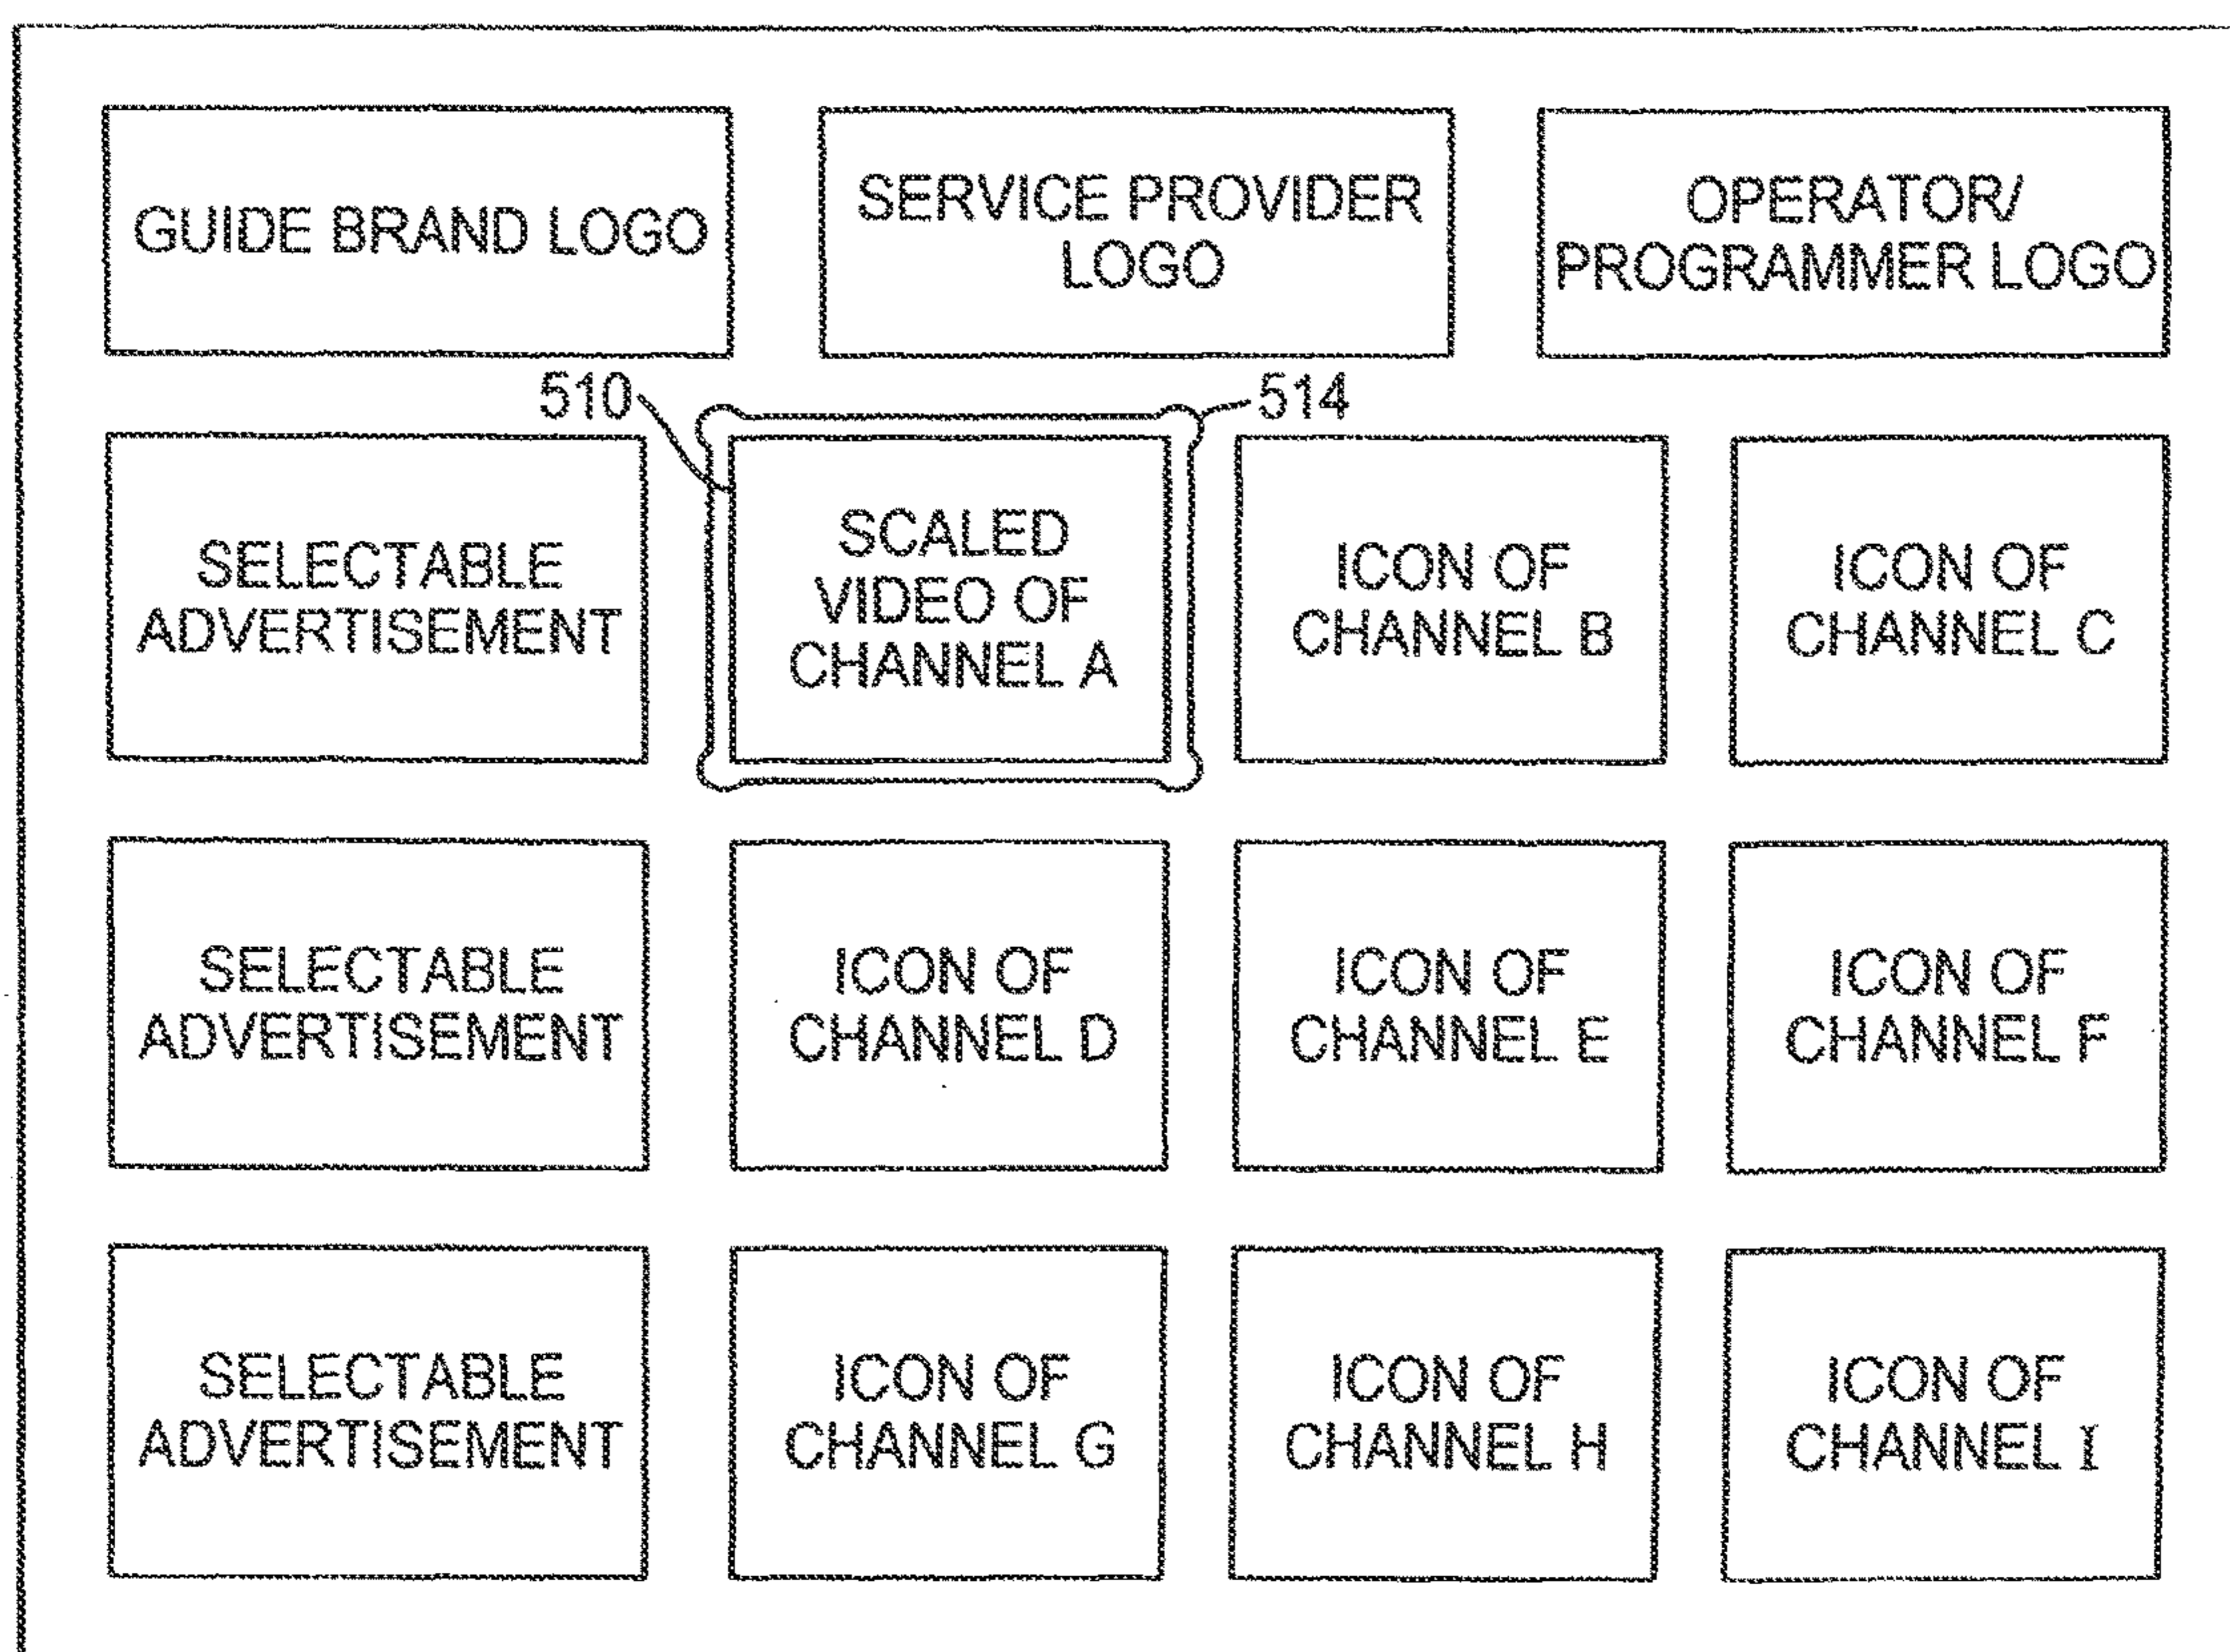 GUIDE BRAND LOGO
SERVICE PROVIDER
LOGO
OPERATOR/
PROGRAMMER LOGO
510
514
SELECTABLE
ADVERTISEMENT
SCALED
VIDEO OF
CHANNEL A
ICON OF
CHANNEL B
ICON OF
CHANNEL C
SELECTABLE
ADVERTISEMENT
ICON OF
CHANNEL D
ICON OF
CHANNEL E
ICON OF
CHANNEL F
SELECTABLE
ADVERTISEMENT
ICON OF
CHANNEL G
ICON OF
CHANNEL H
ICON OF
CHANNEL I